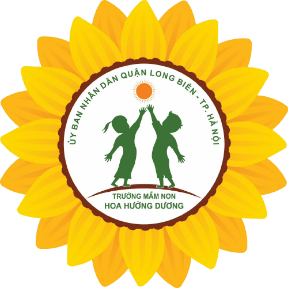 ỦY BAN NHÂN DÂN QUẬN LONG BIÊN - TP. HÀ NỘI
TRƯỜNG MẦM NON
HOA HƯỚNG DƯƠNG